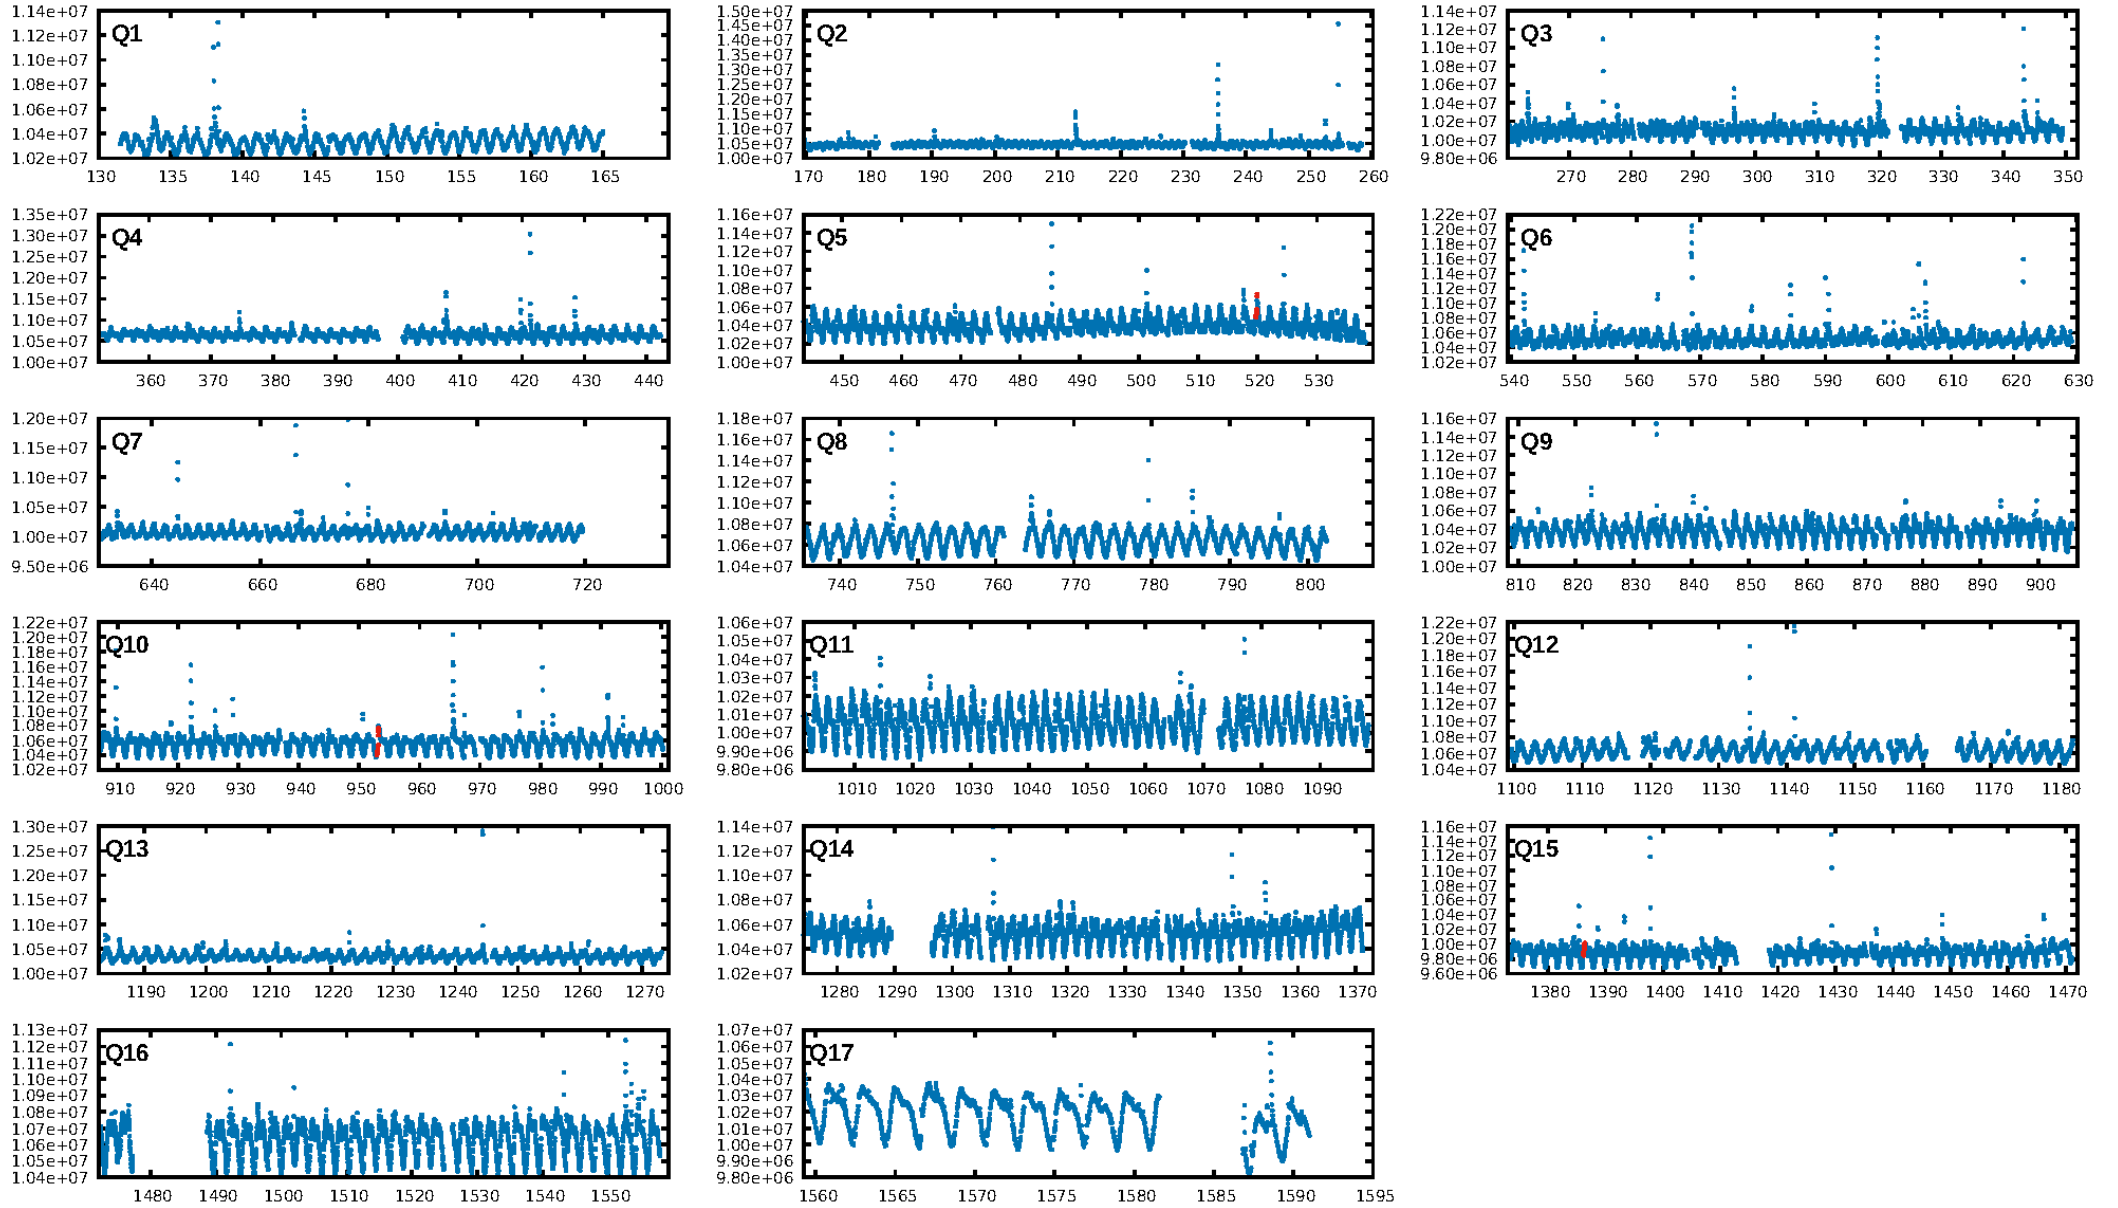 1.14e+07
1.12e+07
1.10e+07
1.08e+07
1.06e+07
1.04e+07
1.02e+07
Q1
130 135 140 145 150 155 160 165
1.50e+07
1.45e+07
1.40e+07
1.35e+07
1.30e+07
1.25e+07
1.20e+07
1.15e+07
1.10e+07
1.05e+07
1.00e+07
Q2
170 180 190 200 210 220 230 240 250 260
1.14e+07
1.12e+07
1.10e+07
1.08e+07
1.06e+07
1.04e+07
1.02e+07
1.00e+07
9.80e+06
Q3
270 280 290 300 310 320 330 340 350
1.35e+07
1.30e+07
1.25e+07
1.20e+07
1.15e+07
1.10e+07
1.05e+07
1.00e+07
Q4
360 370 380 390 400 410 420 430 440
1.16e+07
1.14e+07
1.12e+07
1.10e+07
1.08e+07
1.06e+07
1.04e+07
1.02e+07
1.00e+07
Q5
450 460 470 480 490 500 510 520 530
1.22e+07
1.20e+07
1.18e+07
1.16e+07
1.14e+07
1.12e+07
1.10e+07
1.08e+07
1.06e+07
1.04e+07
1.02e+07
Q6
540 550 560 570 580 590 600 610 620 630
1.20e+07
1.15e+07
1.10e+07
1.05e+07
1.00e+07
9.50e+06
Q7
640 660 680 700 720
1.18e+07
1.16e+07
1.14e+07
1.12e+07
1.10e+07
1.08e+07
1.06e+07
1.04e+07
Q8
740 750 760 770 780 790 800
1.16e+07
1.14e+07
1.12e+07
1.10e+07
1.08e+07
1.06e+07
1.04e+07
1.02e+07
1.00e+07
Q9
810 820 830 840 850 860 870 880 890 900
1.22e+07
1.20e+07
1.18e+07
1.16e+07
1.14e+07
1.12e+07
1.10e+07
1.08e+07
1.06e+07
1.04e+07
1.02e+07
Q10
910 920 930 940 950 960 970 980 990 1000
1.06e+07
1.05e+07
1.04e+07
1.03e+07
1.02e+07
1.01e+07
1.00e+07
9.90e+06
9.80e+06
Q11
1010 1020 1030 1040 1050 1060 1070 1080 1090
1.22e+07
1.20e+07
1.18e+07
1.16e+07
1.14e+07
1.12e+07
1.10e+07
1.08e+07
1.06e+07
1.04e+07
Q12
1100 1110 1120 1130 1140 1150 1160 1170 1180
1.30e+07
1.25e+07
1.20e+07
1.15e+07
1.10e+07
1.05e+07
1.00e+07
Q13
1190 1200 1210 1220 1230 1240 1250 1260 1270
1.14e+07
1.12e+07
1.10e+07
1.08e+07
1.06e+07
1.04e+07
1.02e+07
Q14
1280 1290 1300 1310 1320 1330 1340 1350 1360 1370
1.16e+07
1.14e+07
1.12e+07
1.10e+07
1.08e+07
1.06e+07
1.04e+07
1.02e+07
1.00e+07
9.80e+06
9.60e+06
Q15
1380 1390 1400 1410 1420 1430 1440 1450 1460 1470
1.13e+07
1.12e+07
1.11e+07
1.10e+07
1.09e+07
1.08e+07
1.07e+07
1.06e+07
1.05e+07
1.04e+07
Q16
1480 1490 1500 1510 1520 1530 1540 1550
1.07e+07
1.06e+07
1.05e+07
1.04e+07
1.03e+07
1.02e+07
1.01e+07
1.00e+07
9.90e+06
9.80e+06
Q17
1560 1565 1570 1575 1580 1585 1590 1595